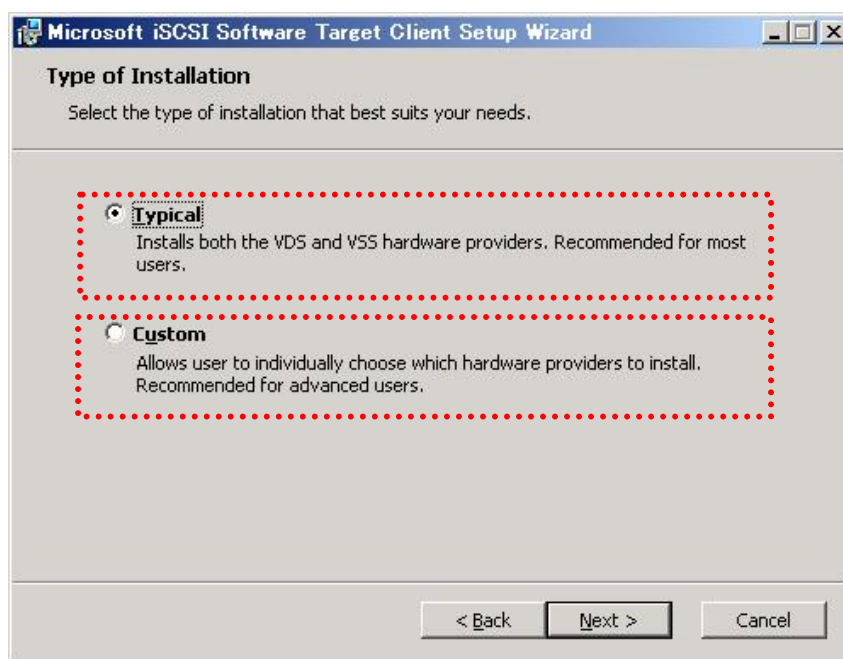 Microsoft iSCSI Software Target Client Setup Wizard
Type of Installation
Select the type of installation that best suits your needs.
Typical
Installs both the VDS and VSS hardware providers. Recommended for most
users.
Custom
Allows user to individually choose which hardware providers to install.
Recommended for advanced users.
< Back Next > Cancel